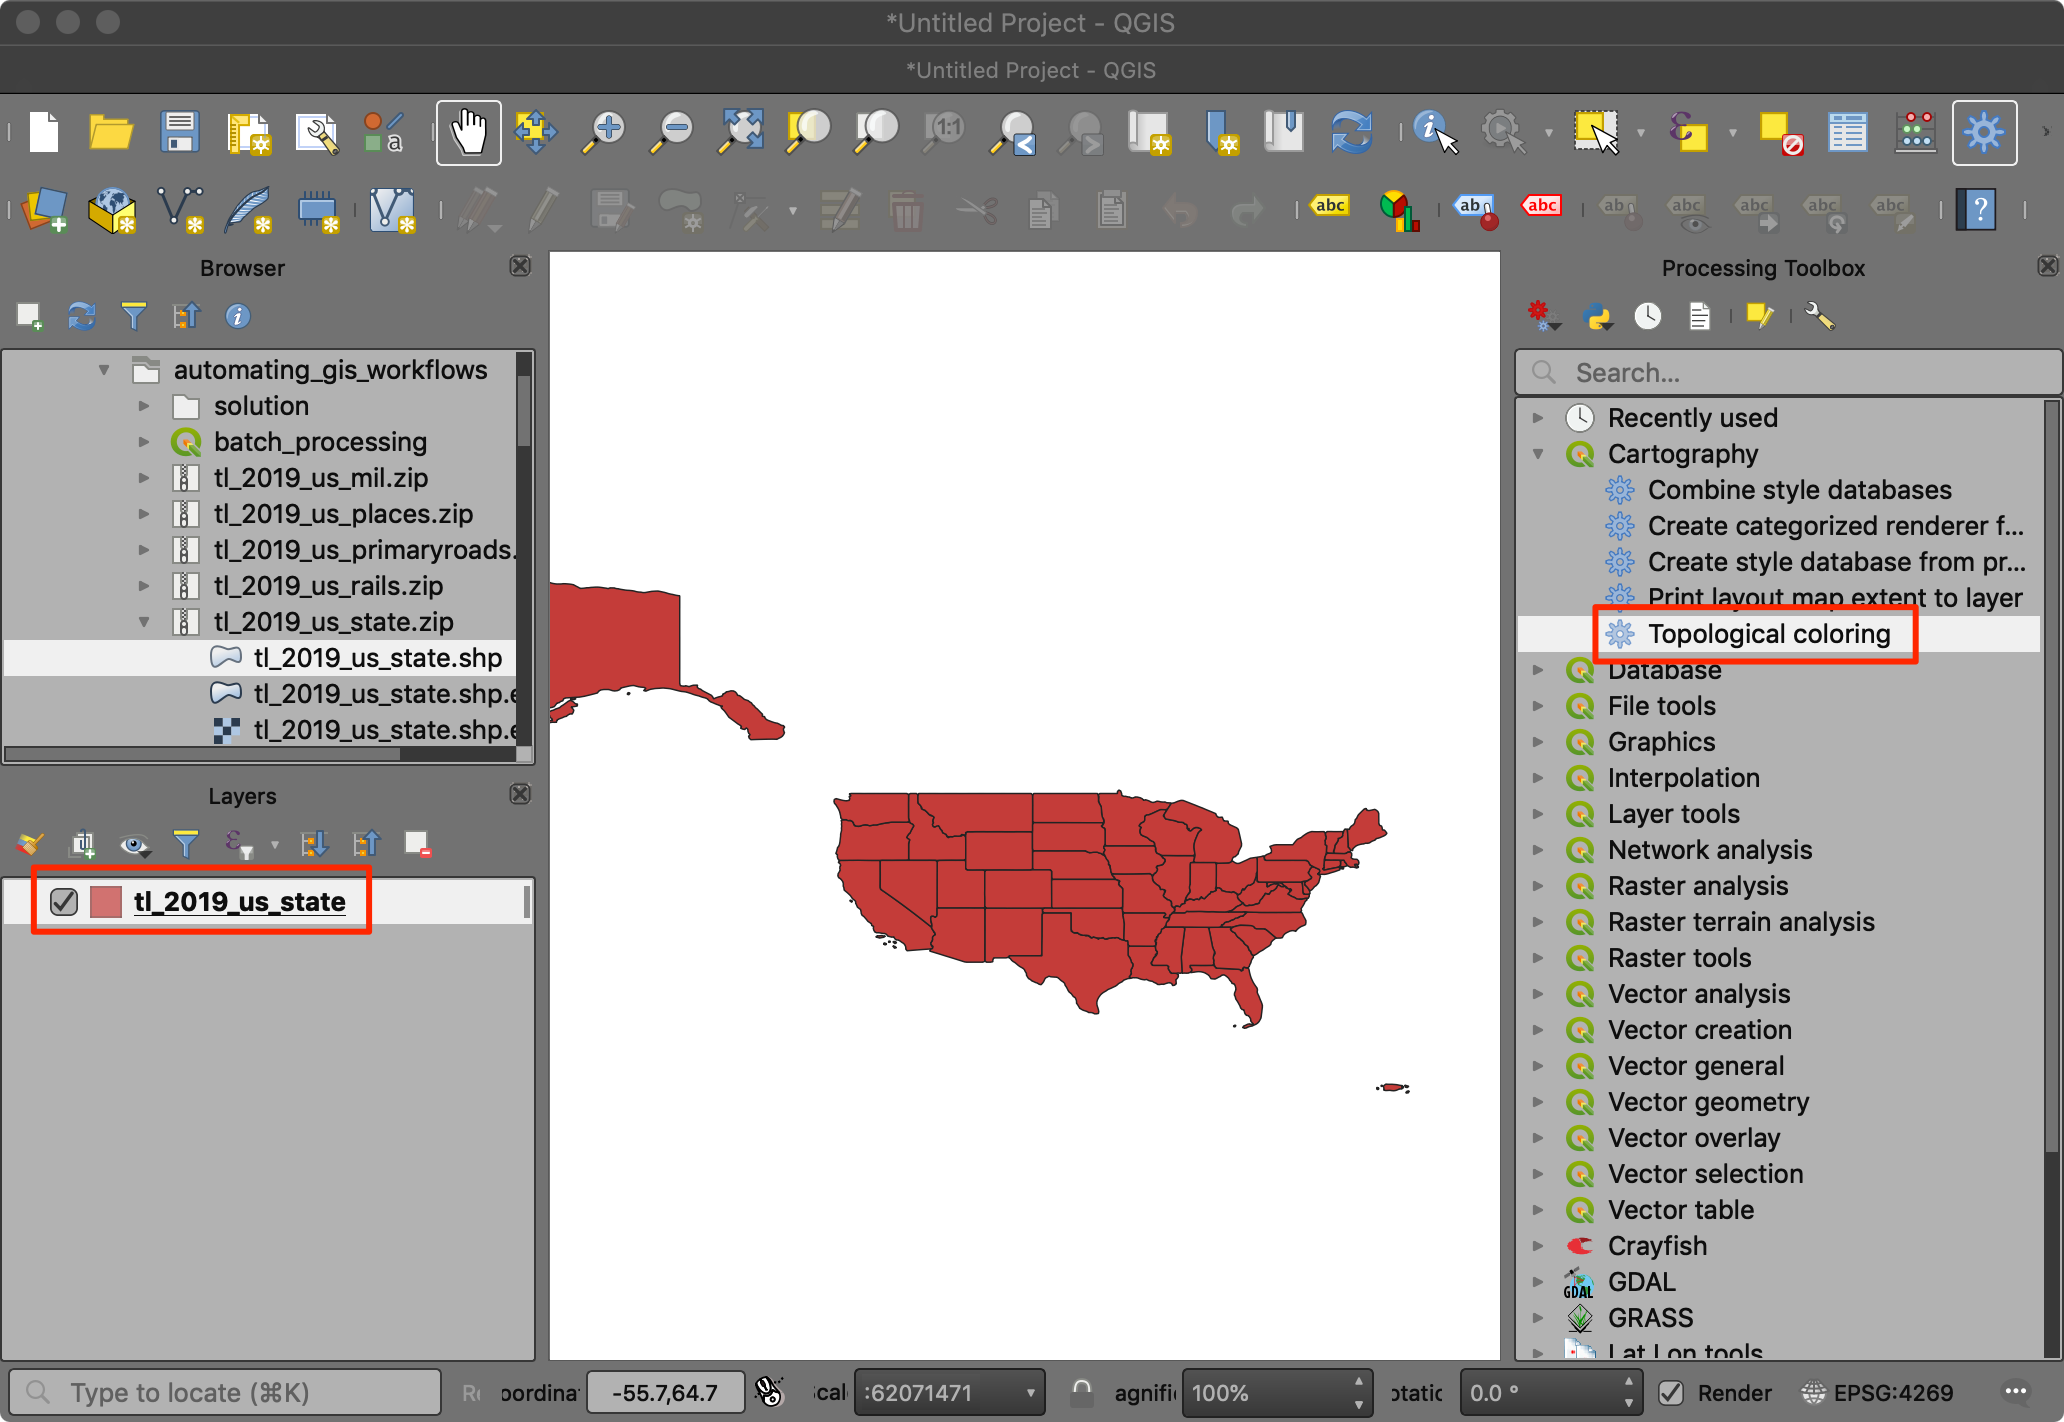 *Untitled Project - QGIS
*Untitled Project - QGIS
1:1
a
abc
ab
abc
ab
abc
abc
abc
abc
?
Browser
automating_gis_workflows
solution
batch_processing
tl_2019_us_mil.zip
tl_2019_us_places.zip
tl_2019_us_primaryroads.
tl_2019_us_rails.zip
tl_2019_us_state.zip
tl_2019_us_state.shp
tl_2019_us_state.shp.e
tl_2019_us_state.shp.e
Layers
tl_2019_us_state
Processing Toolbox
Search...
Recently used
Cartography
Combine style databases
Create categorized renderer f...
Create style database from pr...
Print layout map extent to layer
Topological coloring
Database
File tools
Graphics
Interpolation
Layer tools
Network analysis
Raster analysis
Raster terrain analysis
Raster tools
Vector analysis
Vector creation
Vector general
Vector geometry
Vector overlay
Vector selection
Vector table
Crayfish
GDAL
GDAL
GRASS
Lat Lon tools
Type to locate (⌘K)
oordina
-55.7,64.7
cal
:62071471
agnifi
100%
otatic
0.0 °
Render
EPSG:4269